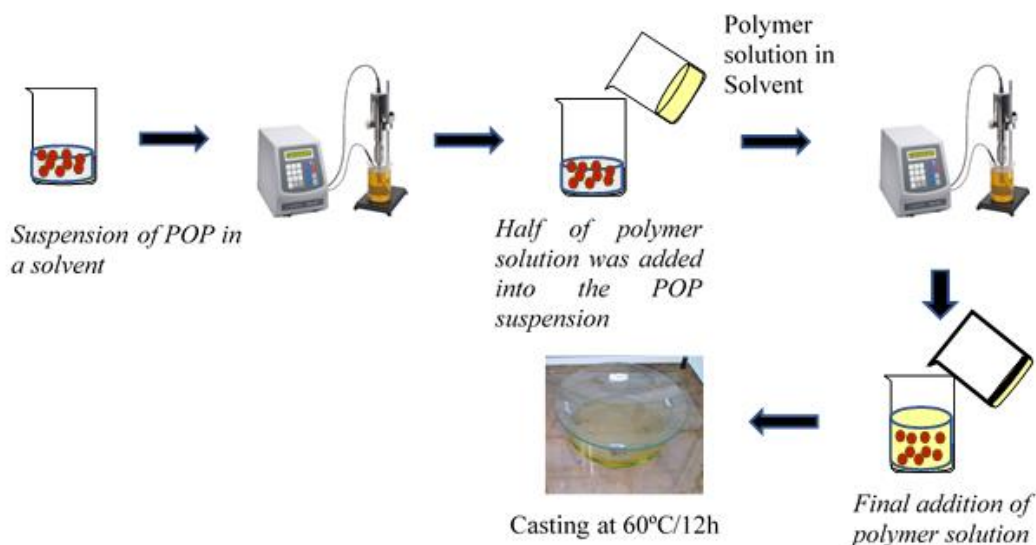 Polymer
solution in
Solvent
Suspension of POP in
a solvent
Half of polymer
solution was added
into the POP
suspension
Final addition of
polymer solution
Casting at 60ºC/12h